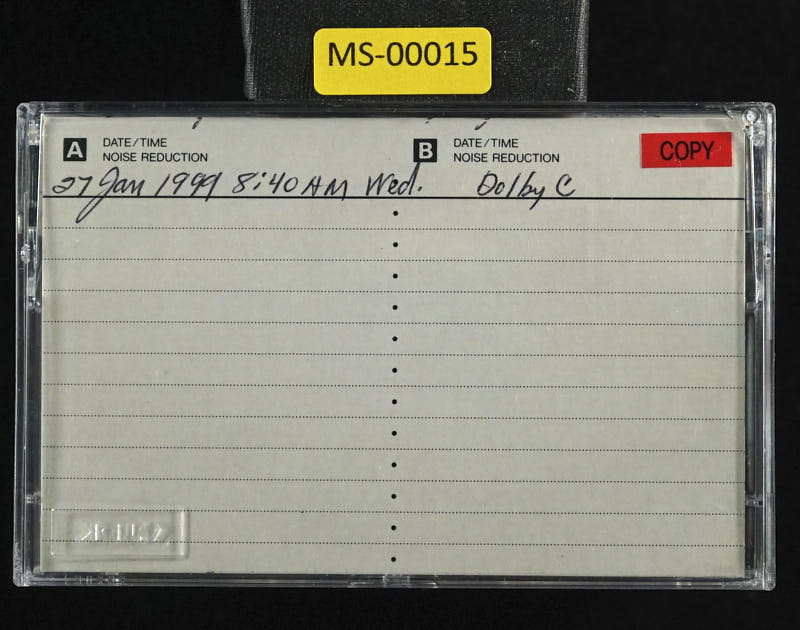 MS-00015
A DATE/TIME NOISE REDUCTION
B DATE/TIME NOISE REDUCTION
COPY
27 Jan 1999 8:40 AM Wed. Dolby C